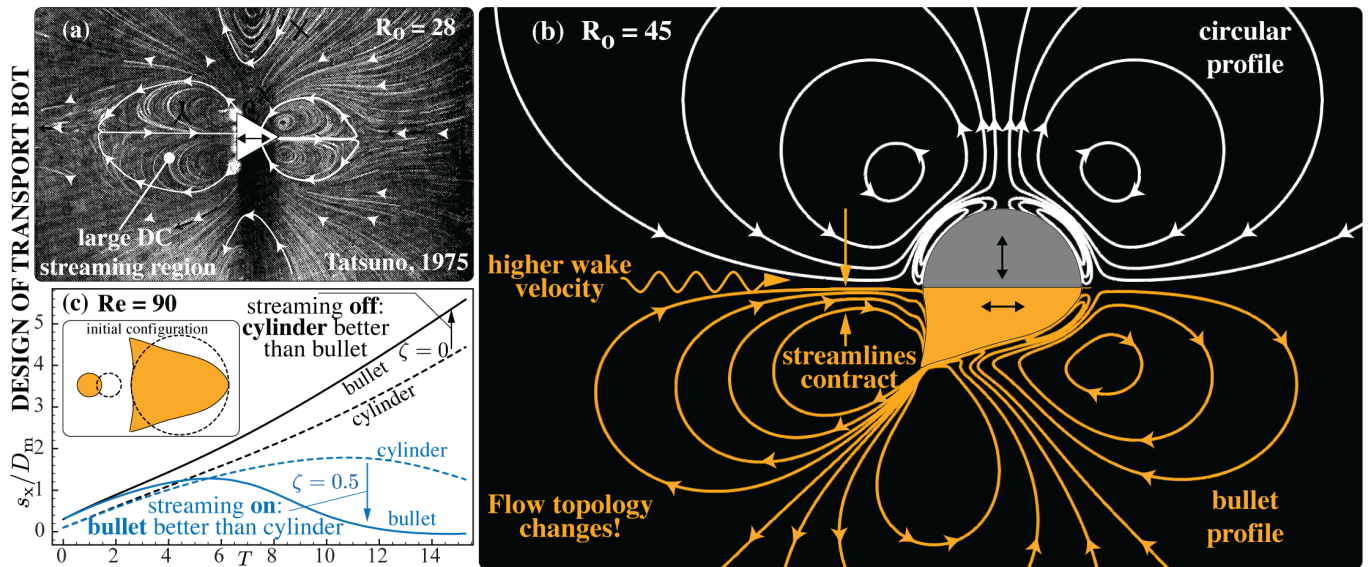 DESIGN OF TRANSPORT BOT
(a)
R₀ = 28
large DC
streaming region
Tatsuno, 1975
(b) R₀ = 45
circular
profile
higher wake
velocity
streamlines
contract
Flow topology
changes!
bullet
profile
(c) Re = 90
initial configuration
streaming off:
cylinder better
than bullet
ζ = 0
bullet
cylinder
cylinder
ζ = 0.5
streaming on:
bullet better than cylinder
bullet
sₓ/Dₘ
5
4
3
2
1
0
0 2 4 6 8 10 12 14
T